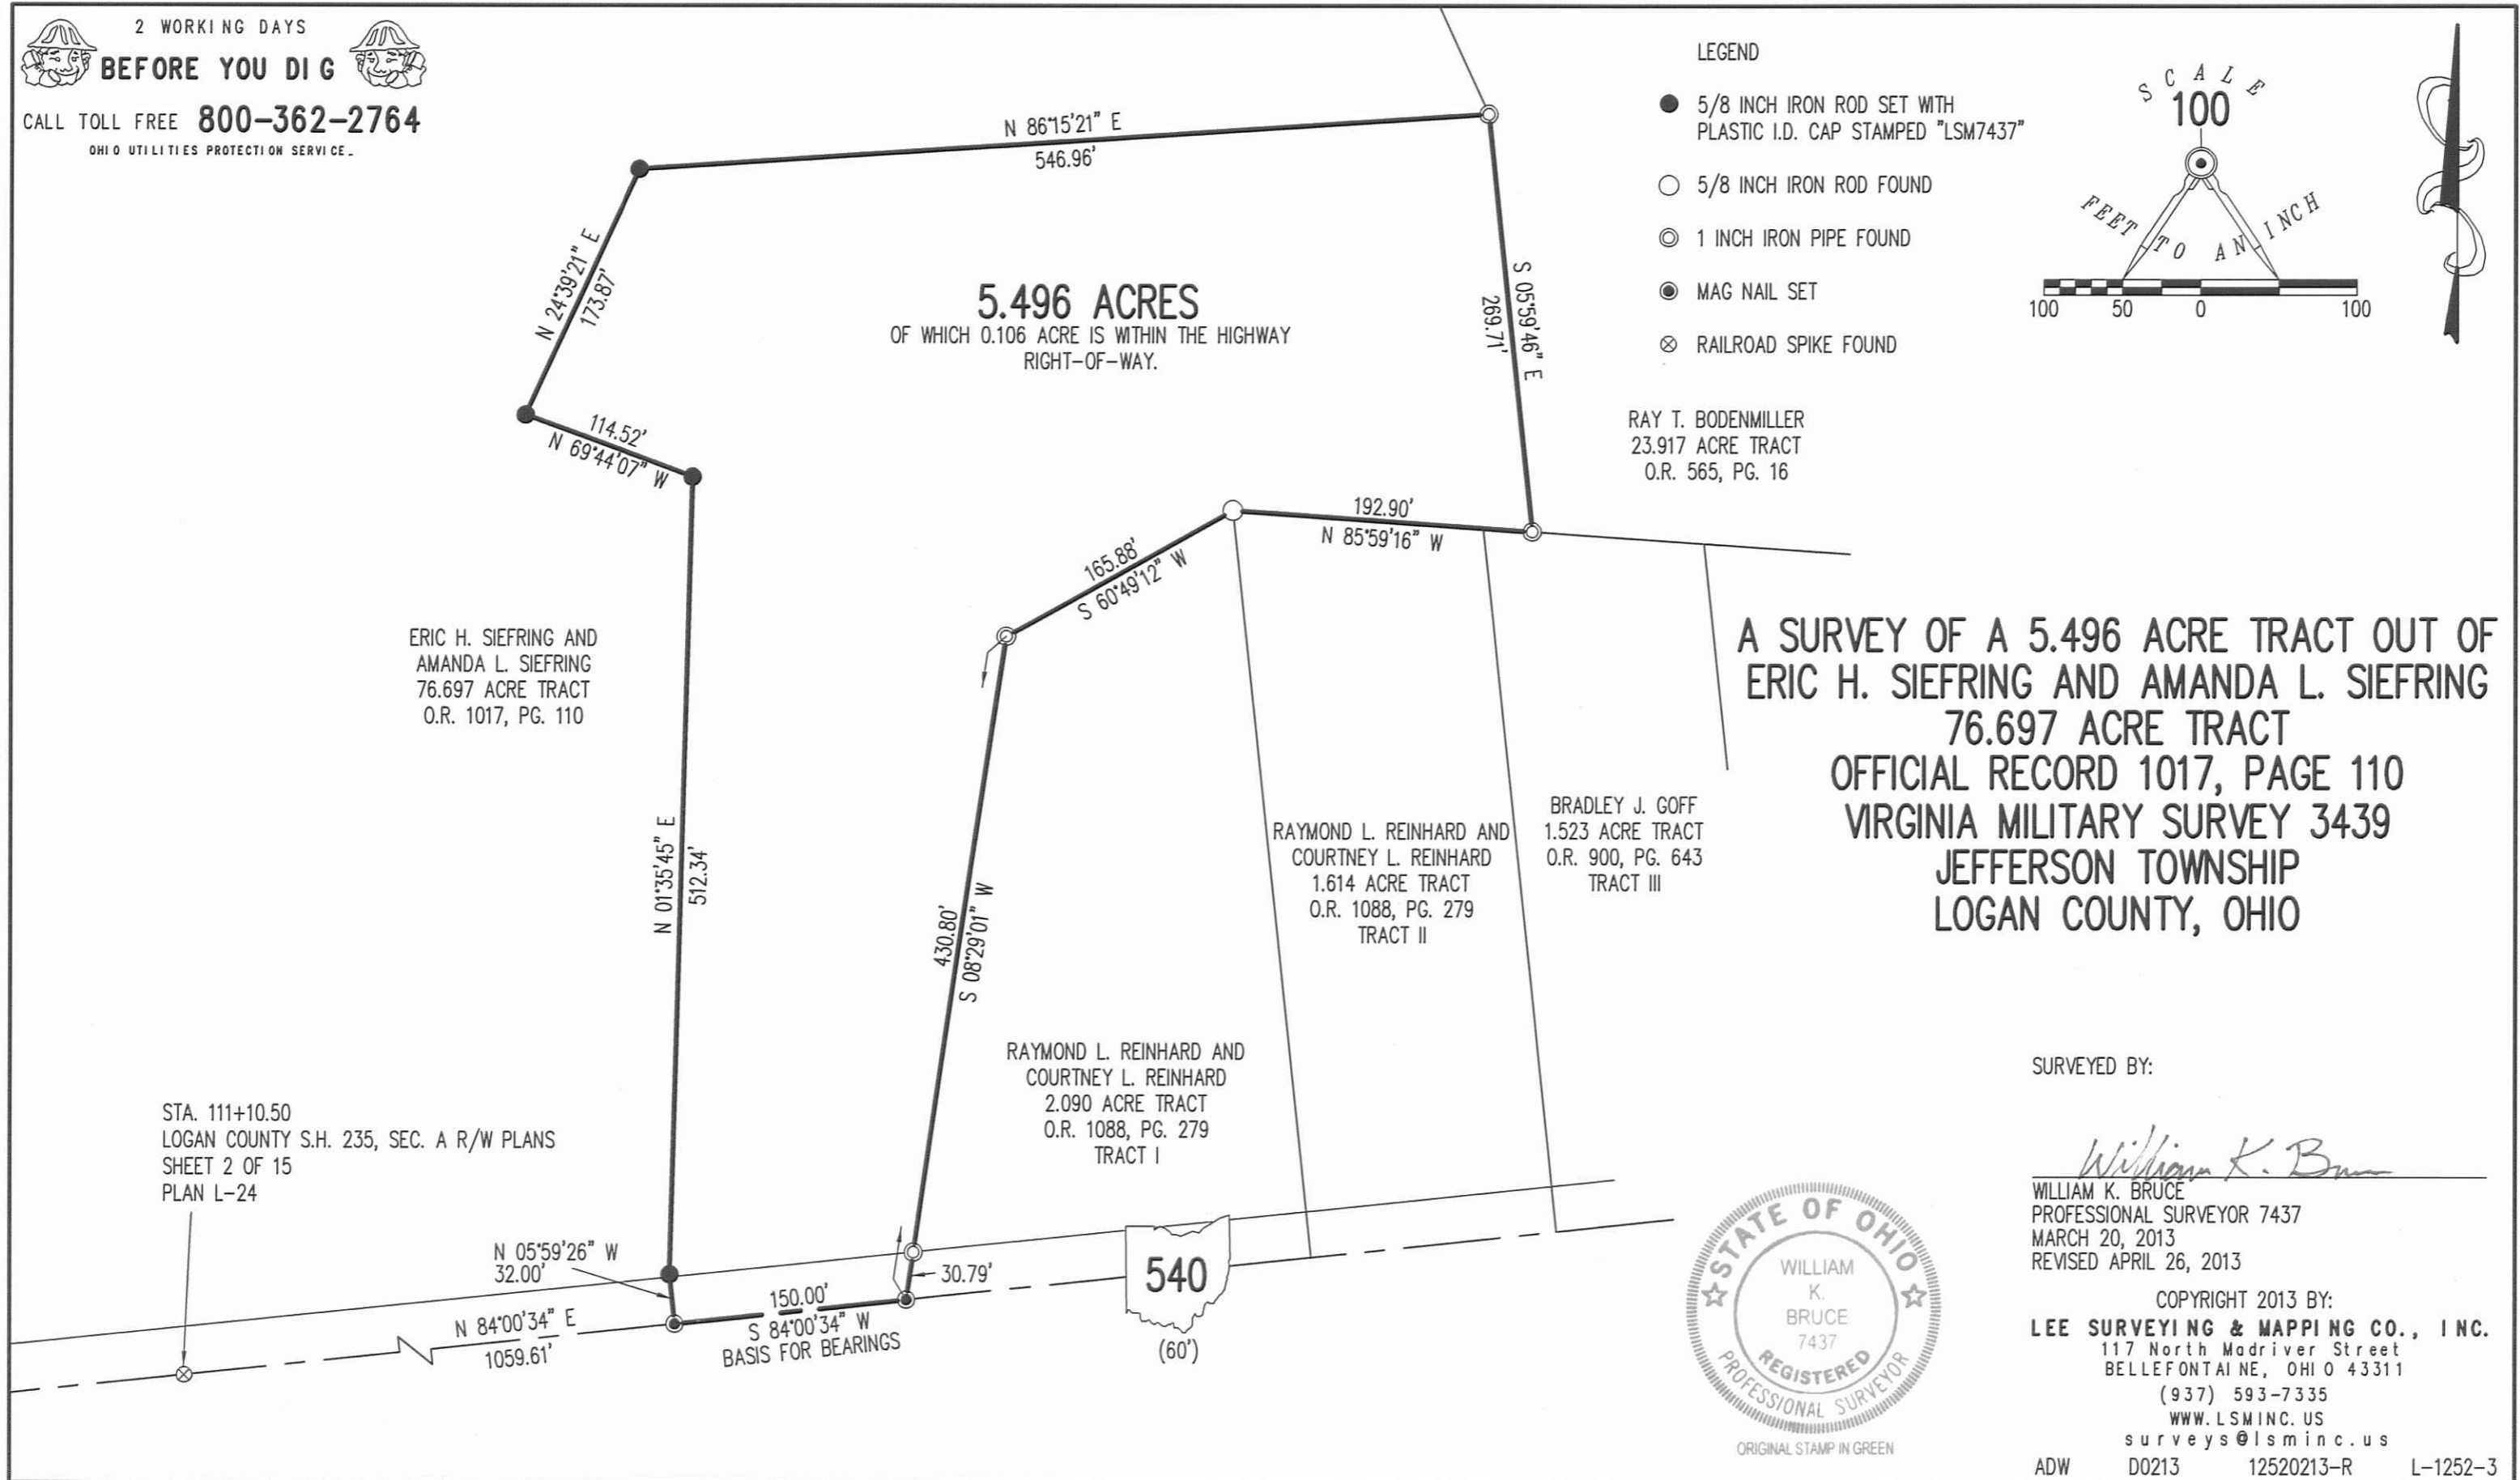 2 WORKING DAYS
BEFORE YOU DIG
CALL TOLL FREE 800-362-2764
OHIO UTILITIES PROTECTION SERVICE.
N 86°15'21" E
546.96'
N 24°39'21" E
173.87'
5.496 ACRES
OF WHICH 0.106 ACRE IS WITHIN THE HIGHWAY
RIGHT-OF-WAY.
S 05°59'46" E
269.71'
114.52'
N 69°44'07" W
192.90'
N 85°59'16" W
165.88'
S 60°49'12" W
LEGEND
5/8 INCH IRON ROD SET WITH
PLASTIC I.D. CAP STAMPED "LSM7437"
5/8 INCH IRON ROD FOUND
1 INCH IRON PIPE FOUND
MAG NAIL SET
RAILROAD SPIKE FOUND
SCALE
100
FEET TO AN INCH
100 50 0 100
RAY T. BODENMILLER
23.917 ACRE TRACT
O.R. 565, PG. 16
ERIC H. SIEFRING AND
AMANDA L. SIEFRING
76.697 ACRE TRACT
O.R. 1017, PG. 110
N 01°35'45" E
512.34'
430.80'
S 08°29'01" W
A SURVEY OF A 5.496 ACRE TRACT OUT OF
ERIC H. SIEFRING AND AMANDA L. SIEFRING
76.697 ACRE TRACT
OFFICIAL RECORD 1017, PAGE 110
VIRGINIA MILITARY SURVEY 3439
JEFFERSON TOWNSHIP
LOGAN COUNTY, OHIO
RAYMOND L. REINHARD AND
COURTNEY L. REINHARD
1.614 ACRE TRACT
O.R. 1088, PG. 279
TRACT II
BRADLEY J. GOFF
1.523 ACRE TRACT
O.R. 900, PG. 643
TRACT III
RAYMOND L. REINHARD AND
COURTNEY L. REINHARD
2.090 ACRE TRACT
O.R. 1088, PG. 279
TRACT I
STA. 111+10.50
LOGAN COUNTY S.H. 235, SEC. A R/W PLANS
SHEET 2 OF 15
PLAN L-24
N 05°59'26" W
32.00'
30.79'
150.00'
S 84°00'34" W
BASIS FOR BEARINGS
N 84°00'34" E
1059.61'
540
(60')
STATE OF OHIO
WILLIAM
K.
BRUCE
7437
REGISTERED
PROFESSIONAL SURVEYOR
ORIGINAL STAMP IN GREEN
SURVEYED BY:
William K. Bruce
WILLIAM K. BRUCE
PROFESSIONAL SURVEYOR 7437
MARCH 20, 2013
REVISED APRIL 26, 2013
COPYRIGHT 2013 BY:
LEE SURVEYING & MAPPING CO., INC.
117 North Madriver Street
BELLEFONTAINE, OHIO 43311
(937) 593-7335
WWW.LSMINC.US
surveys@lsminc.us
ADW D0213 12520213-R L-1252-3